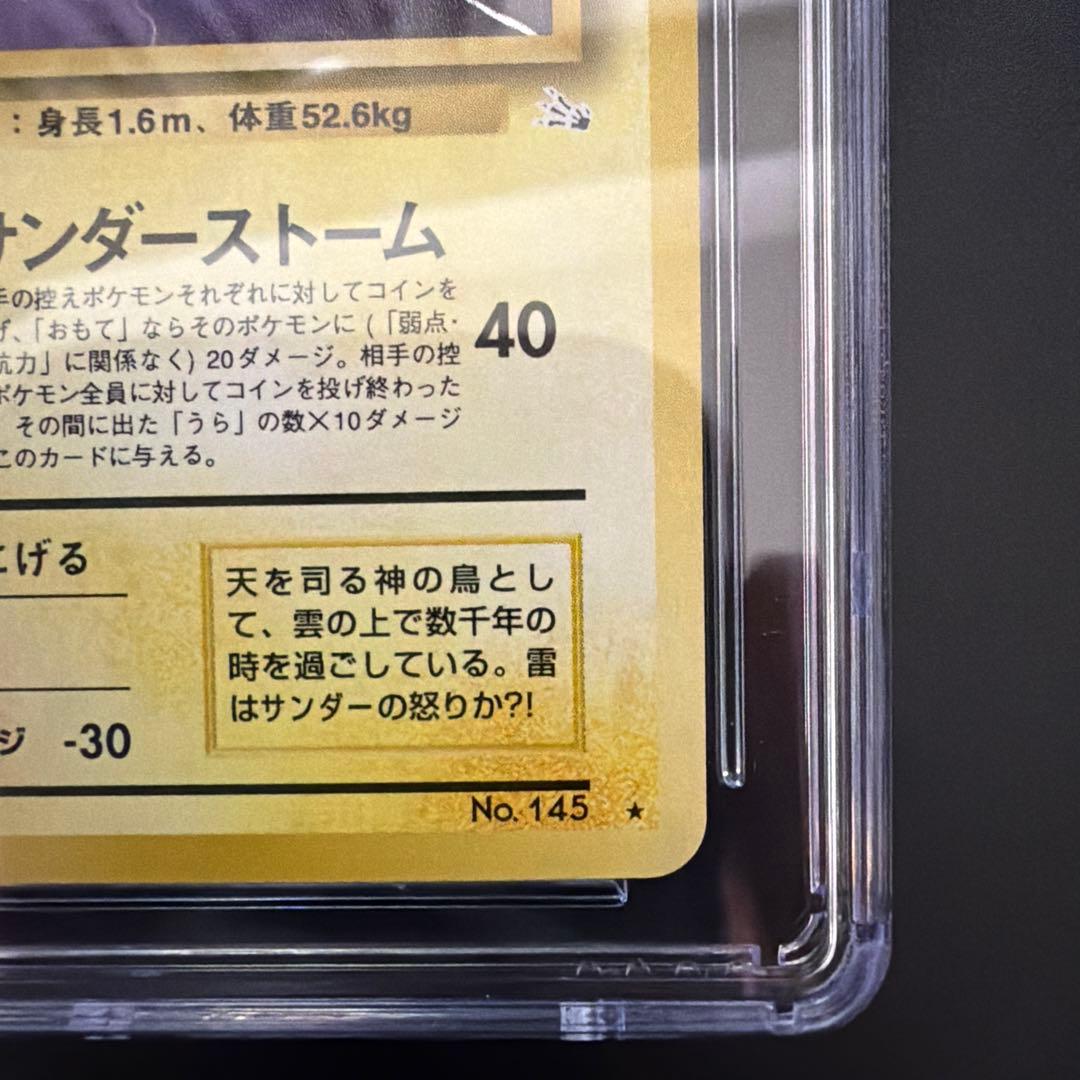 ：身長1.6m、体重52.6kg
サンダーストーム
手の控えポケモンそれぞれに対してコインを
げ、「おもて」ならそのポケモンに (「弱点・
抗力」に関係なく) 20ダメージ。相手の控
ポケモン全員に対してコインを投げ終わった
、その間に出た「うら」の数×10ダメージ
このカードに与える。
40
にげる
天を司る神の鳥とし
て、雲の上で数千年の
時を過ごしている。雷
はサンダーの怒りか?!
ジ -30
No. 145 ★